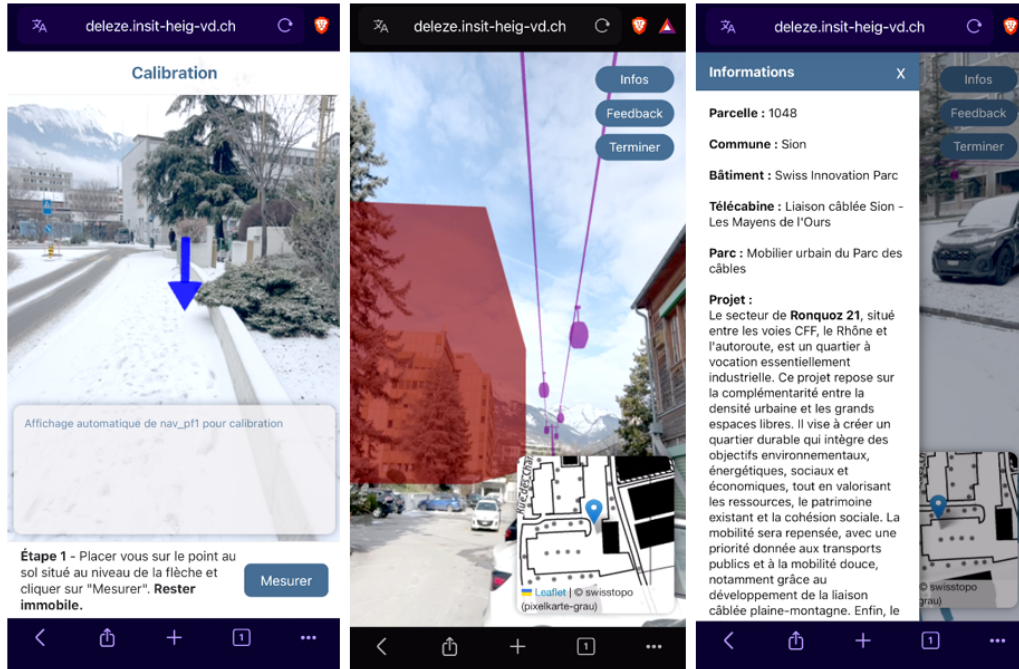 deleze.insit-heig-vd.ch
Calibration
Affichage automatique de nav_pf1 pour calibration
Étape 1 - Placer vous sur le point au
sol situé au niveau de la flèche et
cliquer sur "Mesurer". Rester
immobile.
Mesurer
1
deleze.insit-heig-vd.ch
Infos
Feedback
Terminer
Rue des Char
Leaflet | © swisstopo
(pixelkarte-grau)
1
deleze.insit-heig-vd.ch
Informations
X
Infos
Feedback
Terminer
Parcelle : 1048
Commune : Sion
Bâtiment : Swiss Innovation Parc
Télécabine : Liaison câblée Sion -
Les Mayens de l'Ours
Parc : Mobilier urbain du Parc des
câbles
Projet :
Le secteur de Ronquoz 21, situé
entre les voies CFF, le Rhône et
l'autoroute, est un quartier à
vocation essentiellement
industrielle. Ce projet repose sur
la complémentarité entre la
densité urbaine et les grands
espaces libres. Il vise à créer un
quartier durable qui intègre des
objectifs environnementaux,
énergétiques, sociaux et
économiques, tout en valorisant
les ressources, le patrimoine
existant et la cohésion sociale. La
mobilité sera repensée, avec une
priorité donnée aux transports
publics et à la mobilité douce,
notamment grâce au
développement de la liaison
câblée plaine-montagne. Enfin, le
© swisstopo
grau)
1